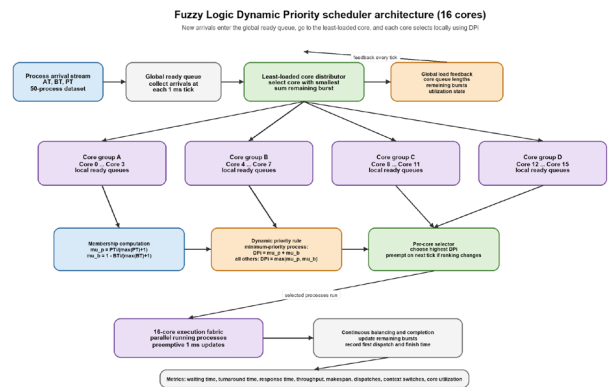 Fuzzy Logic Dynamic Priority scheduler architecture (16 cores)
New arrivals enter the global ready queue, go to the least-loaded core, and each core selects locally using DPi
feedback every tick
Process arrival stream
AT, BT, PT
50-process dataset
Global ready queue
collect arrivals at
each 1 ms tick
Least-loaded core distributor
select core with smallest
sum remaining burst
Global load feedback
core queue lengths
remaining bursts
utilization stats
Core group A
Core 0 ... Core 3
local ready queues
Core group B
Core 4 ... Core 7
local ready queues
Core group C
Core 8 ... Core 11
local ready queues
Core group D
Core 12 ... Core 15
local ready queues
Membership computation
mu_p = PTi/(max(PT)+1)
mu_b = 1 - BTi/(max(BT)+1)
Dynamic priority rule
minimum-priority process:
DPi = mu_p + mu_b
all others: DPi = max(mu_p, mu_b)
Per-core selector
choose highest DPi
preempt on next tick if ranking changes
selected processes run
16-core execution fabric
parallel running processes
preemptive 1 ms updates
Continuous balancing and completion
update remaining bursts
record first dispatch and finish time
Metrics: waiting time, turnaround time, response time, throughput, makespan, dispatches, context switches, core utilization